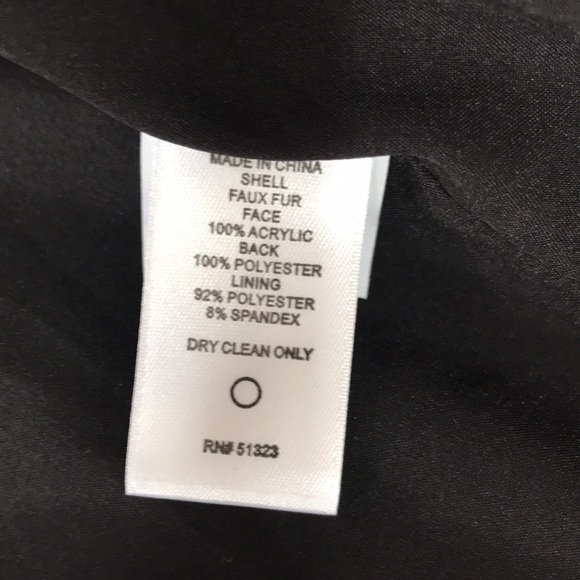 MADE IN CHINA
SHELL
FAUX FUR
FACE
100% ACRYLIC
BACK
100% POLYESTER
LINING
92% POLYESTER
8% SPANDEX
DRY CLEAN ONLY
RN# 51323